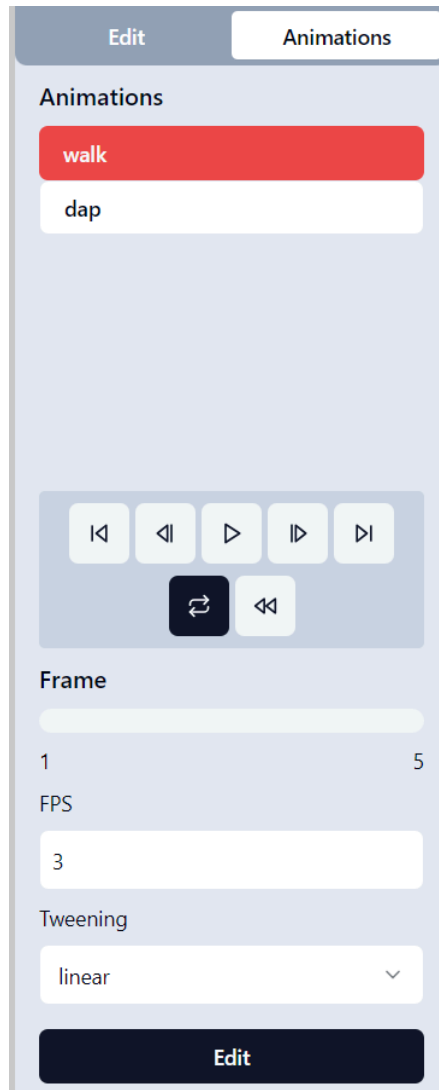 Edit Animations
Animations
walk
dap
Frame
1 5
FPS
3
Tweening
linear
Edit